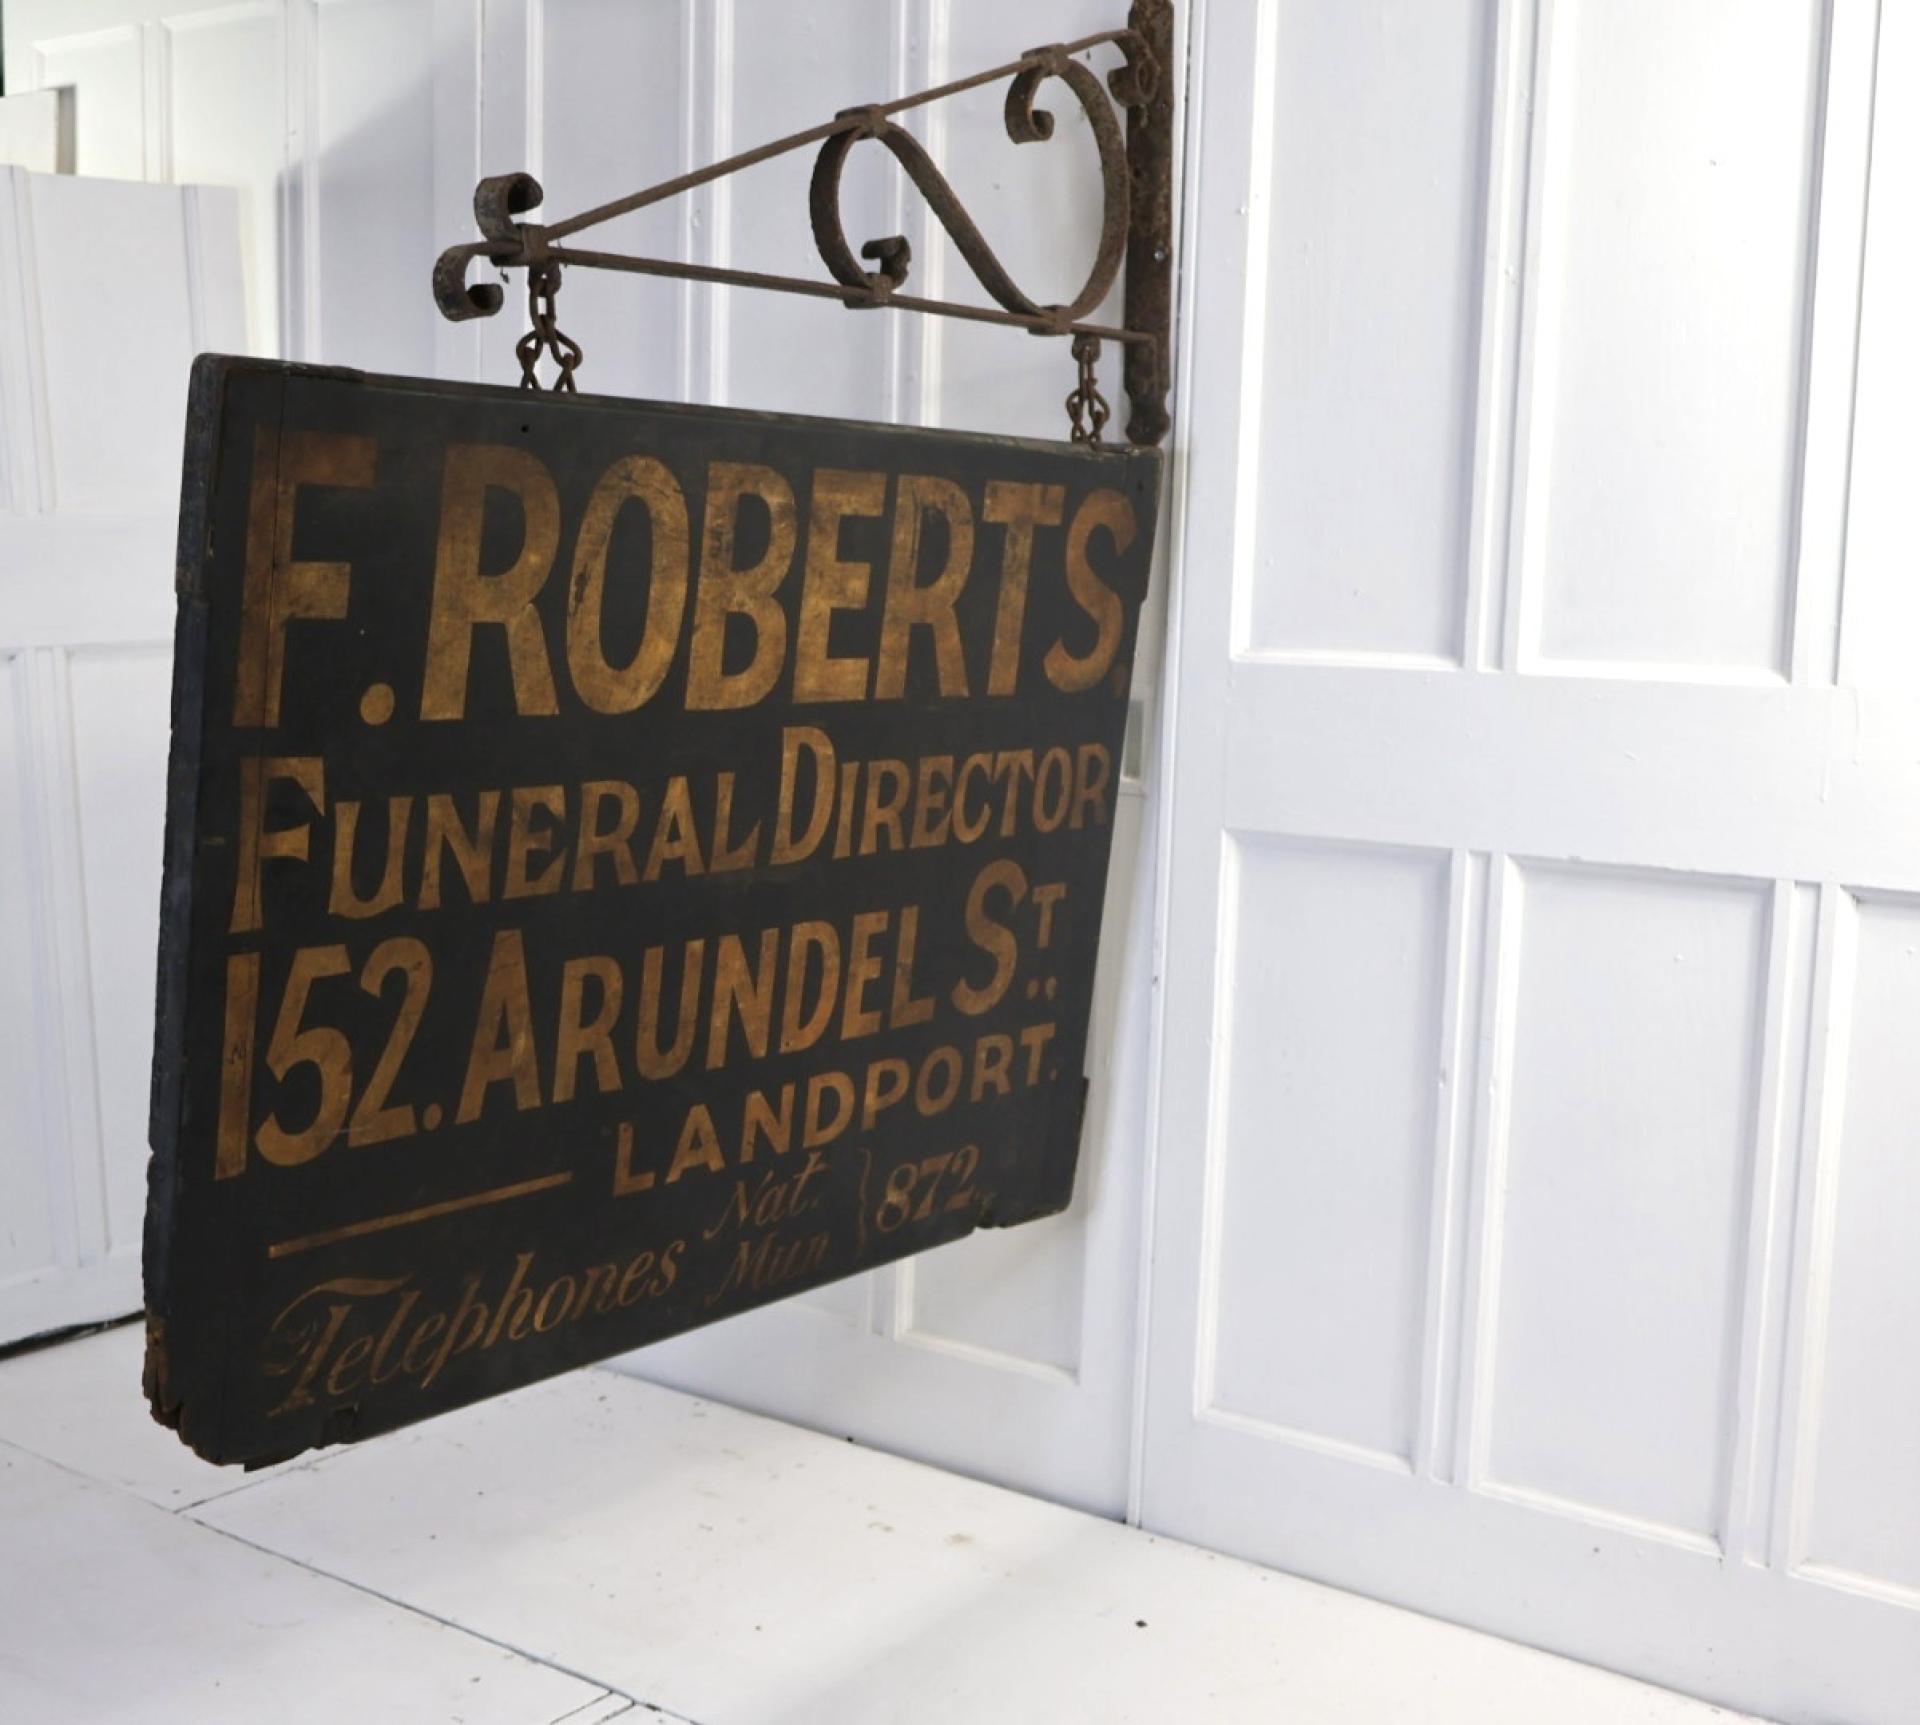 F. ROBERTS.
FUNERAL DIRECTOR
152. ARUNDEL ST.,
LANDPORT.
Telephones Nat. } 872.
Mun